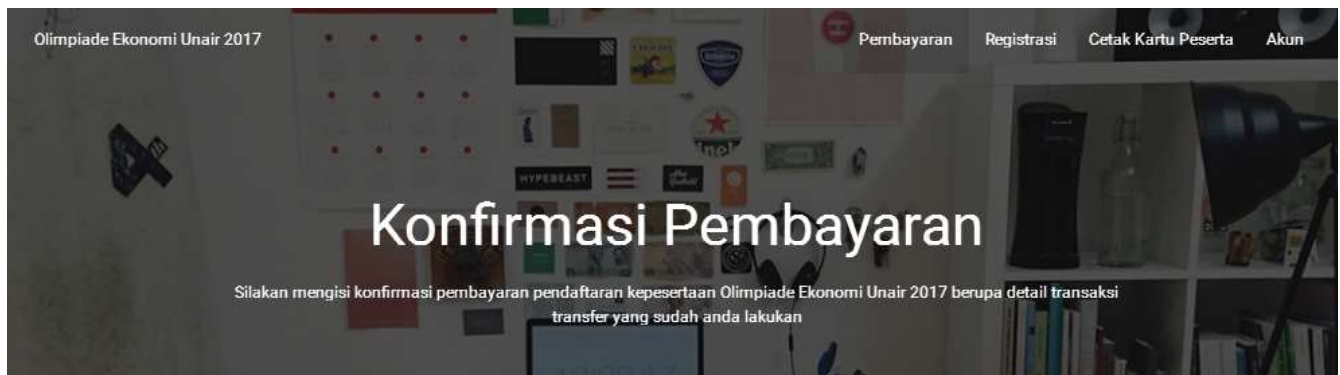 Olimpiade Ekonomi Unair 2017
Pembayaran
Registrasi
Cetak Kartu Peserta
Akun
HYPEBEAST
Konfirmasi Pembayaran
Silakan mengisi konfirmasi pembayaran pendaftaran kepesertaan Olimpiade Ekonomi Unair 2017 berupa detail transaksi
transfer yang sudah anda lakukan